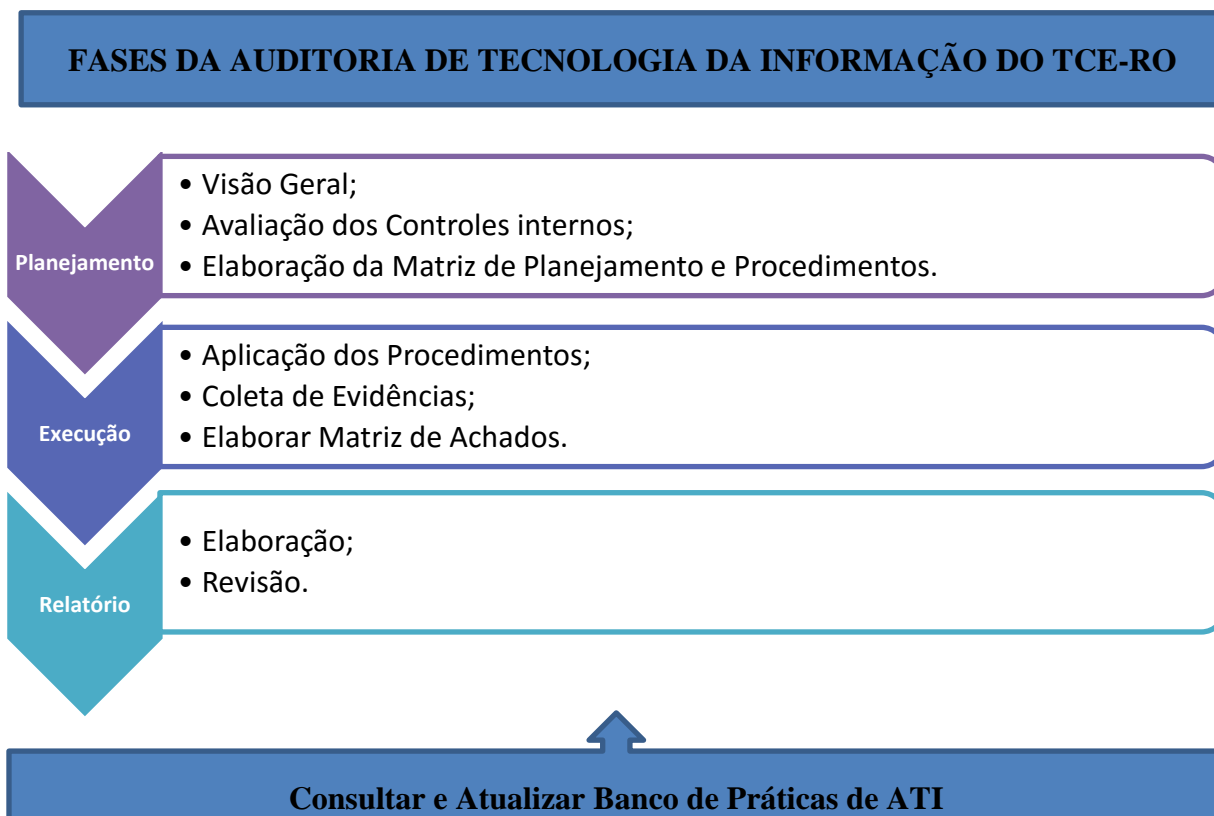 FASES DA AUDITORIA DE TECNOLOGIA DA INFORMAÇÃO DO TCE-RO
Planejamento
• Visão Geral;
• Avaliação dos Controles internos;
• Elaboração da Matriz de Planejamento e Procedimentos.
Execução
• Aplicação dos Procedimentos;
• Coleta de Evidências;
• Elaborar Matriz de Achados.
Relatório
• Elaboração;
• Revisão.
Consultar e Atualizar Banco de Práticas de ATI